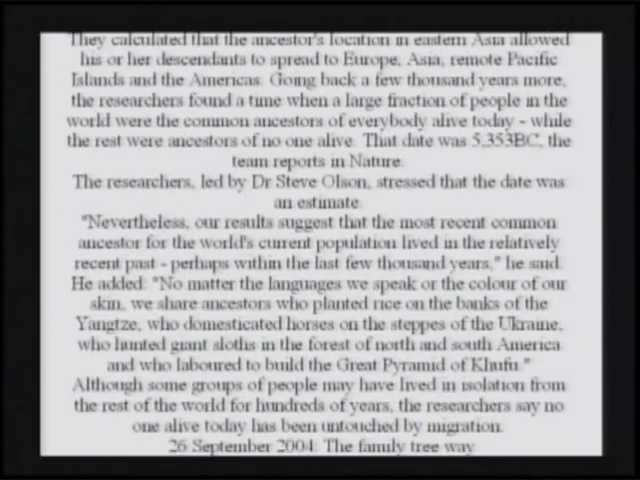 They calculated that the ancestor's location in eastern Asia allowed
his or her descendants to spread to Europe, Asia, remote Pacific
Islands and the Americas. Going back a few thousand years more,
the researchers found a time when a large fraction of people in the
world were the common ancestors of everybody alive today - while
the rest were ancestors of no one alive. That date was 5,353BC, the
team reports in Nature.
The researchers, led by Dr Steve Olson, stressed that the date was
an estimate.
"Nevertheless, our results suggest that the most recent common
ancestor for the world's current population lived in the relatively
recent past - perhaps within the last few thousand years," he said.
He added: "No matter the languages we speak or the colour of our
skin, we share ancestors who planted rice on the banks of the
Yangtze, who domesticated horses on the steppes of the Ukraine,
who hunted giant sloths in the forest of north and south America
and who laboured to build the Great Pyramid of Khufu."
Although some groups of people may have lived in isolation from
the rest of the world for hundreds of years, the researchers say no
one alive today has been untouched by migration.
26 September 2004: The family tree way